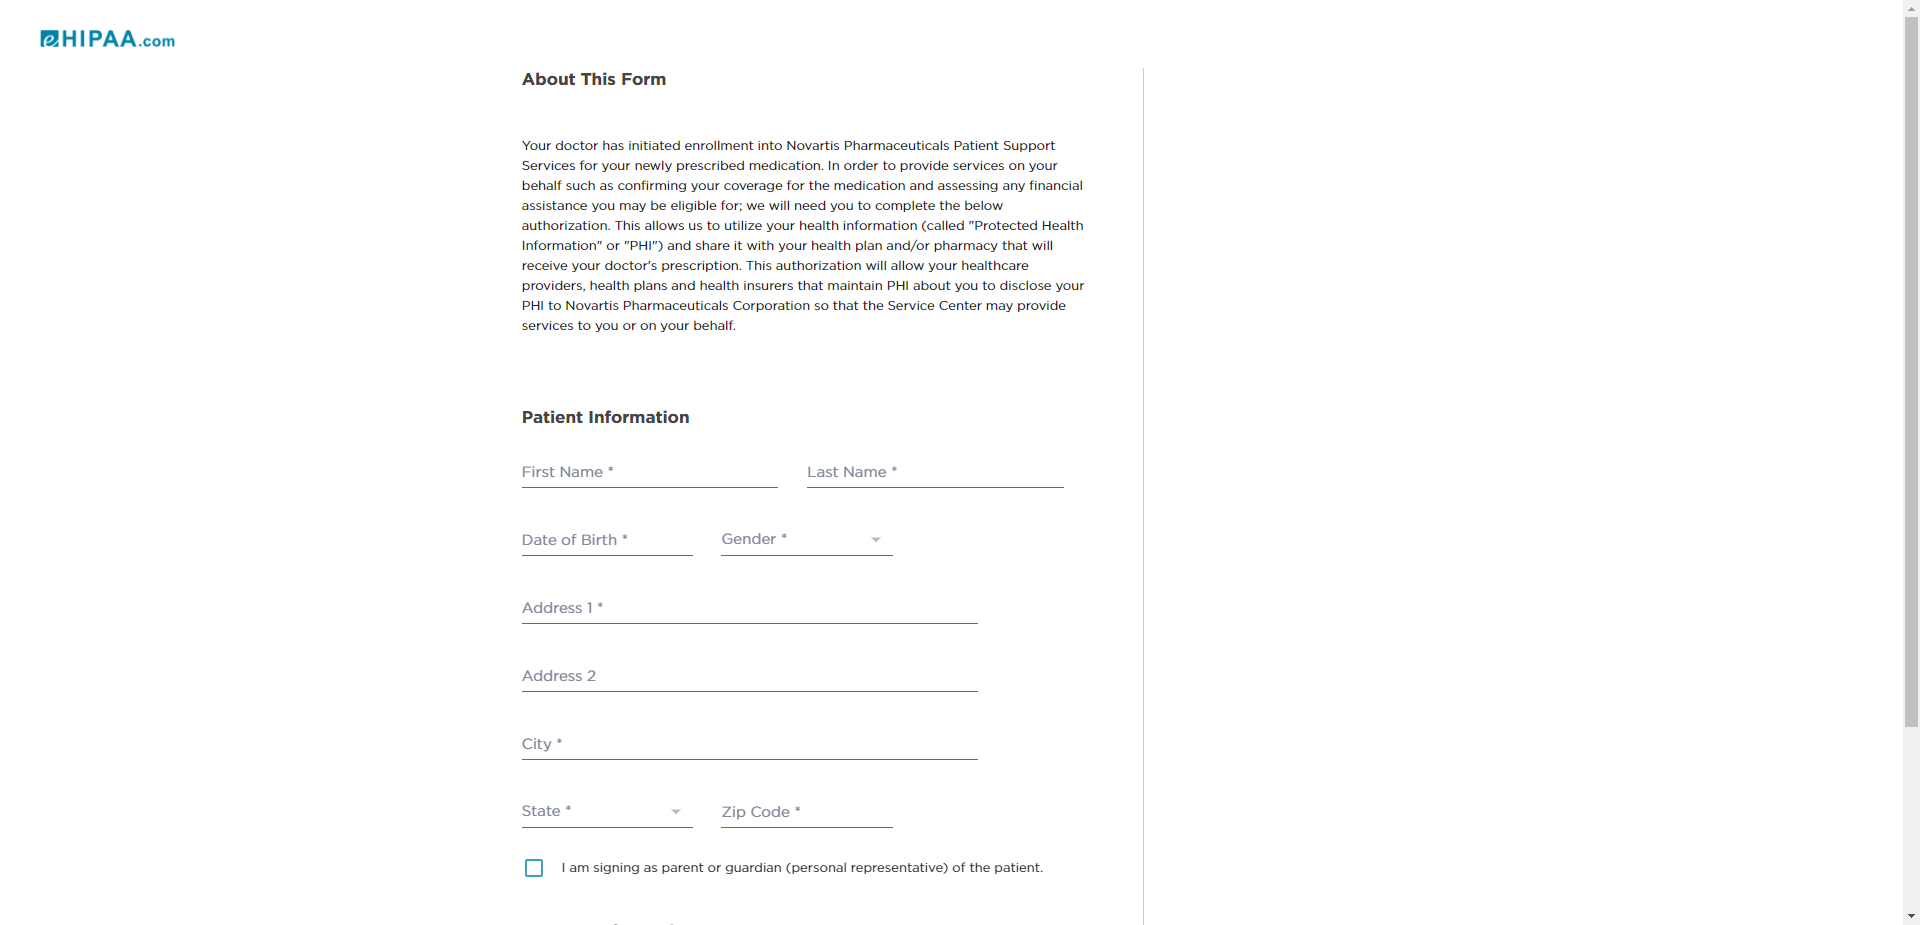 eHIPAA.com
About This Form
Your doctor has initiated enrollment into Novartis Pharmaceuticals Patient Support
Services for your newly prescribed medication. In order to provide services on your
behalf such as confirming your coverage for the medication and assessing any financial
assistance you may be eligible for; we will need you to complete the below
authorization. This allows us to utilize your health information (called "Protected Health
Information" or "PHI") and share it with your health plan and/or pharmacy that will
receive your doctor's prescription. This authorization will allow your healthcare
providers, health plans and health insurers that maintain PHI about you to disclose your
PHI to Novartis Pharmaceuticals Corporation so that the Service Center may provide
services to you or on your behalf.
Patient Information
First Name * Last Name *
Date of Birth * Gender *
Address 1 *
Address 2
City *
State * Zip Code *
I am signing as parent or guardian (personal representative) of the patient.